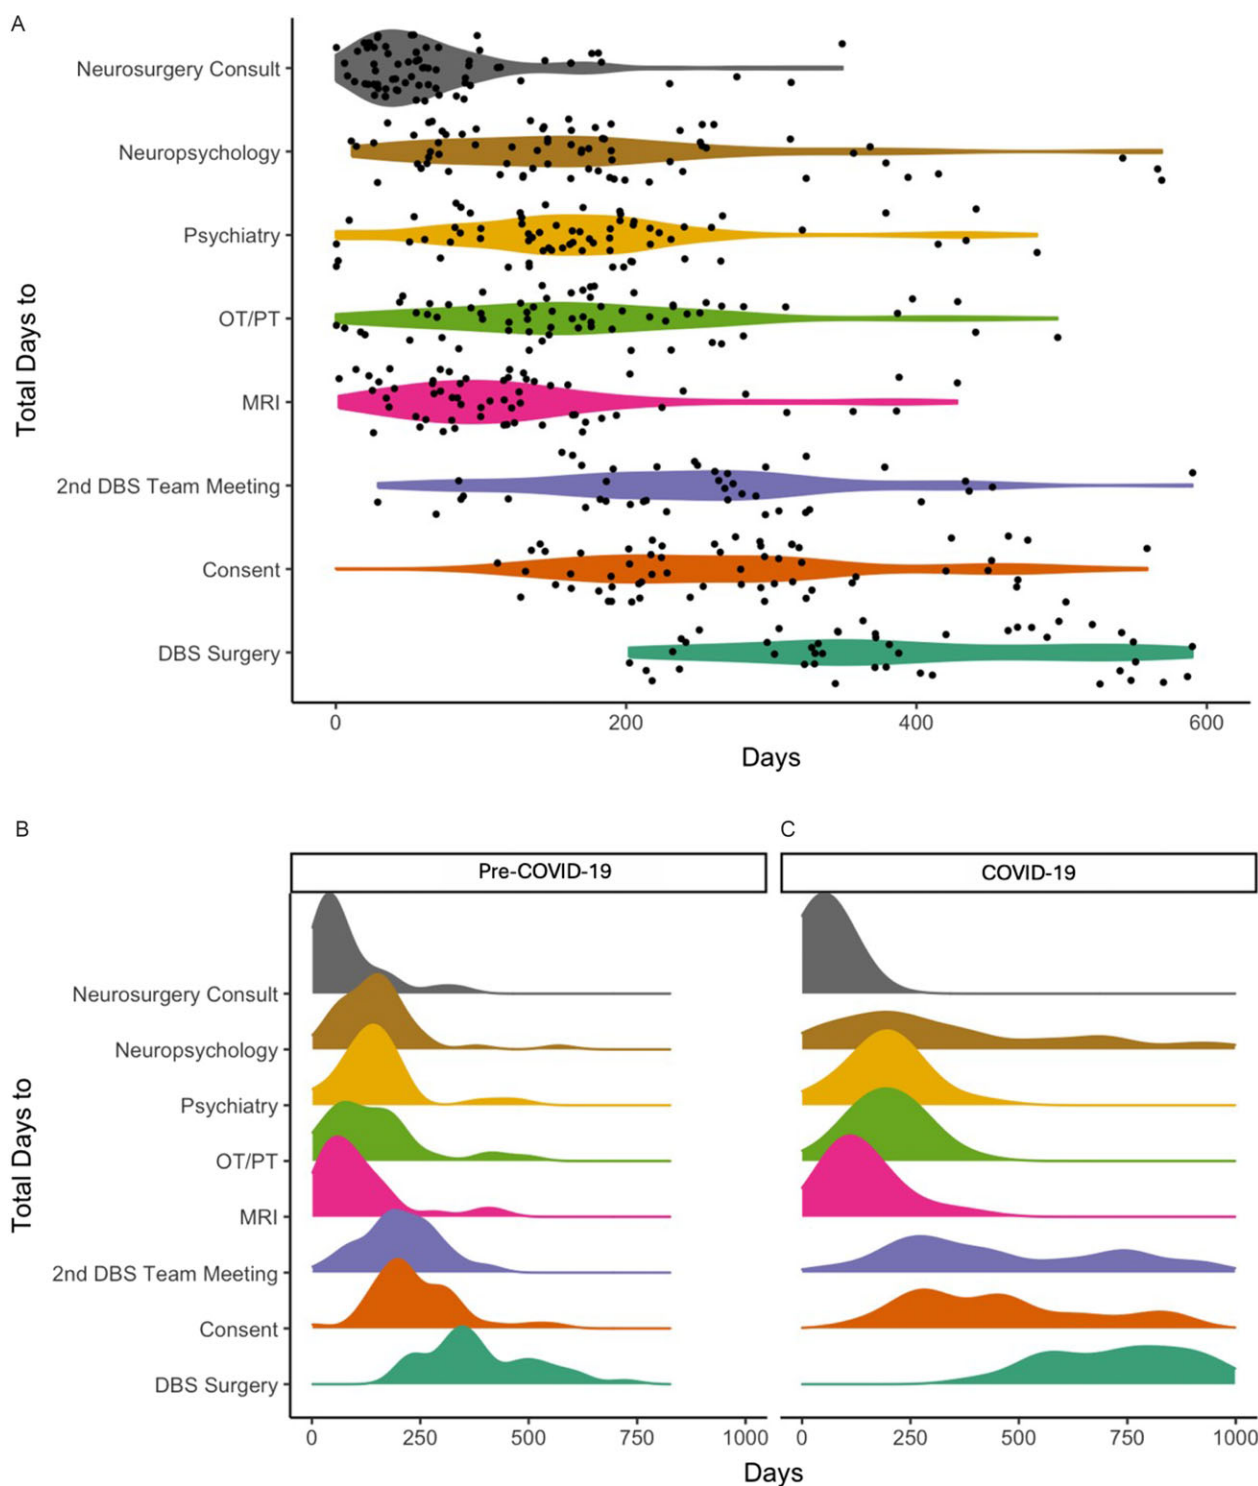 A
Neurosurgery Consult
Neuropsychology
Psychiatry
OT/PT
MRI
2nd DBS Team Meeting
Consent
DBS Surgery
Total Days to
0 200 400 600
Days
B C
Pre-COVID-19 COVID-19
Neurosurgery Consult
Neuropsychology
Psychiatry
OT/PT
MRI
2nd DBS Team Meeting
Consent
DBS Surgery
Total Days to
0 250 500 750 1000 0 250 500 750 1000
Days